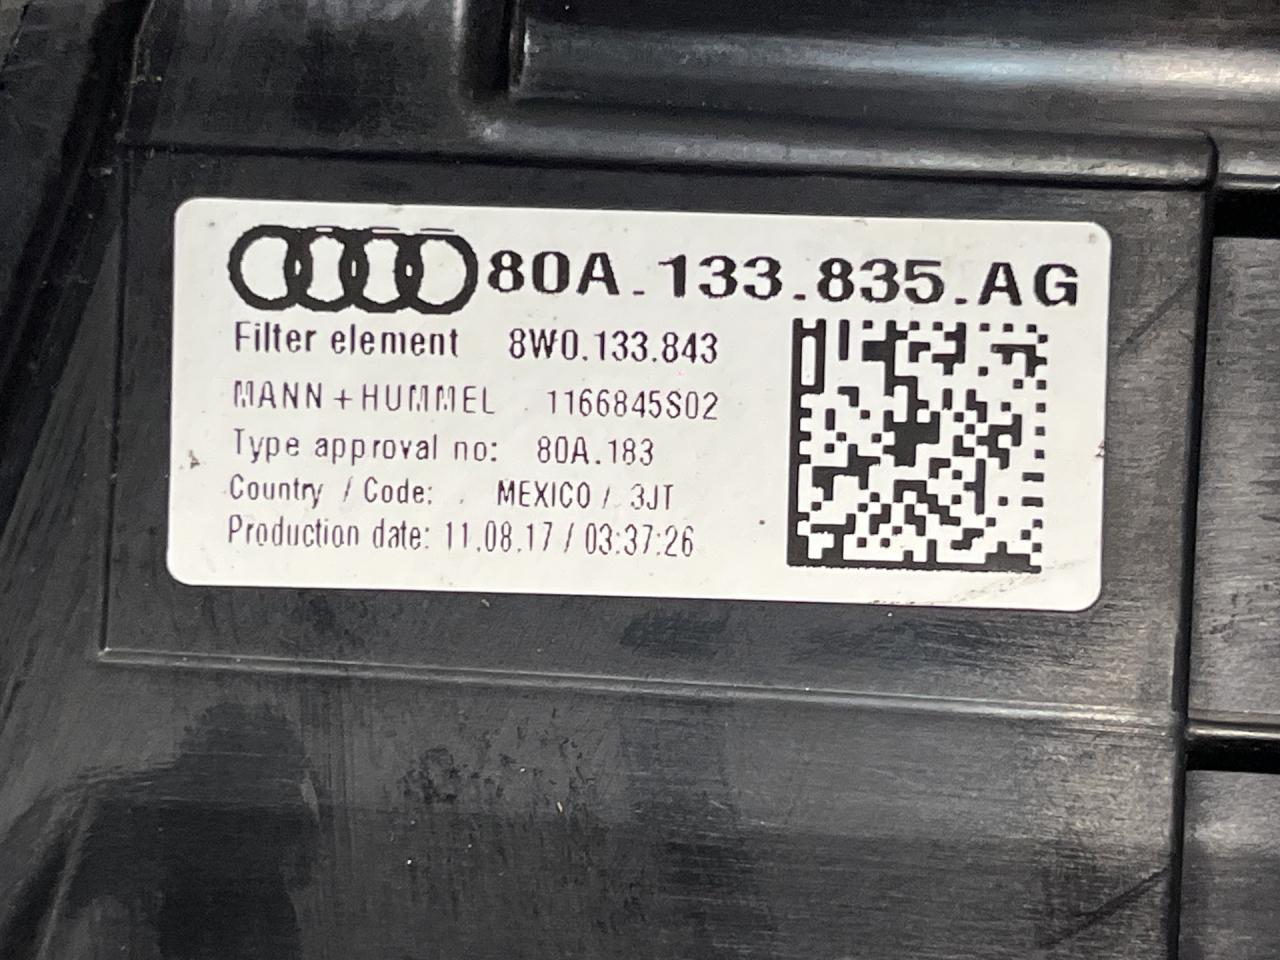 80A.133.835.AG
Filter element 8W0.133.843
MANN+HUMMEL 1166845S02
Type approval no: 80A.183
Country / Code: MEXICO / 3JT
Production date: 11.08.17 / 03:37:26